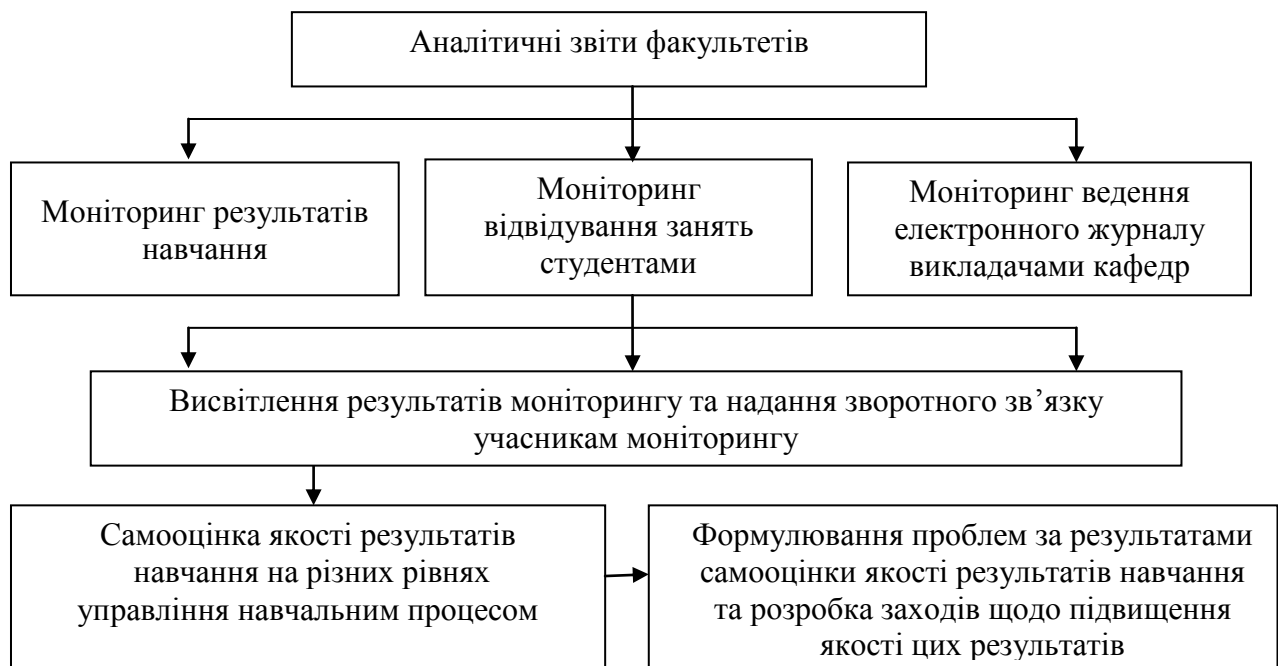 Аналітичні звіти факультетів
Моніторинг результатів
навчання
Моніторинг
відвідування занять
студентами
Моніторинг ведення
електронного журналу
викладачами кафедр
Висвітлення результатів моніторингу та надання зворотного зв’язку
учасникам моніторингу
Самооцінка якості результатів
навчання на різних рівнях
управління навчальним процесом
Формулювання проблем за результатами
самооцінки якості результатів навчання
та розробка заходів щодо підвищення
якості цих результатів